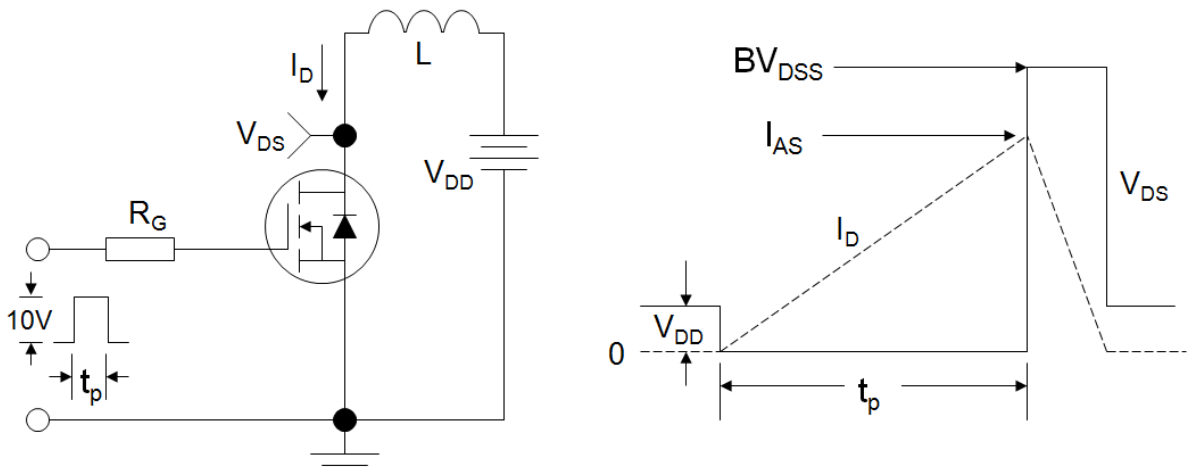 I_D
L
V_DS
V_DD
R_G
10V
t_p
BV_DSS
I_AS
V_DS
I_D
V_DD
0
t_p